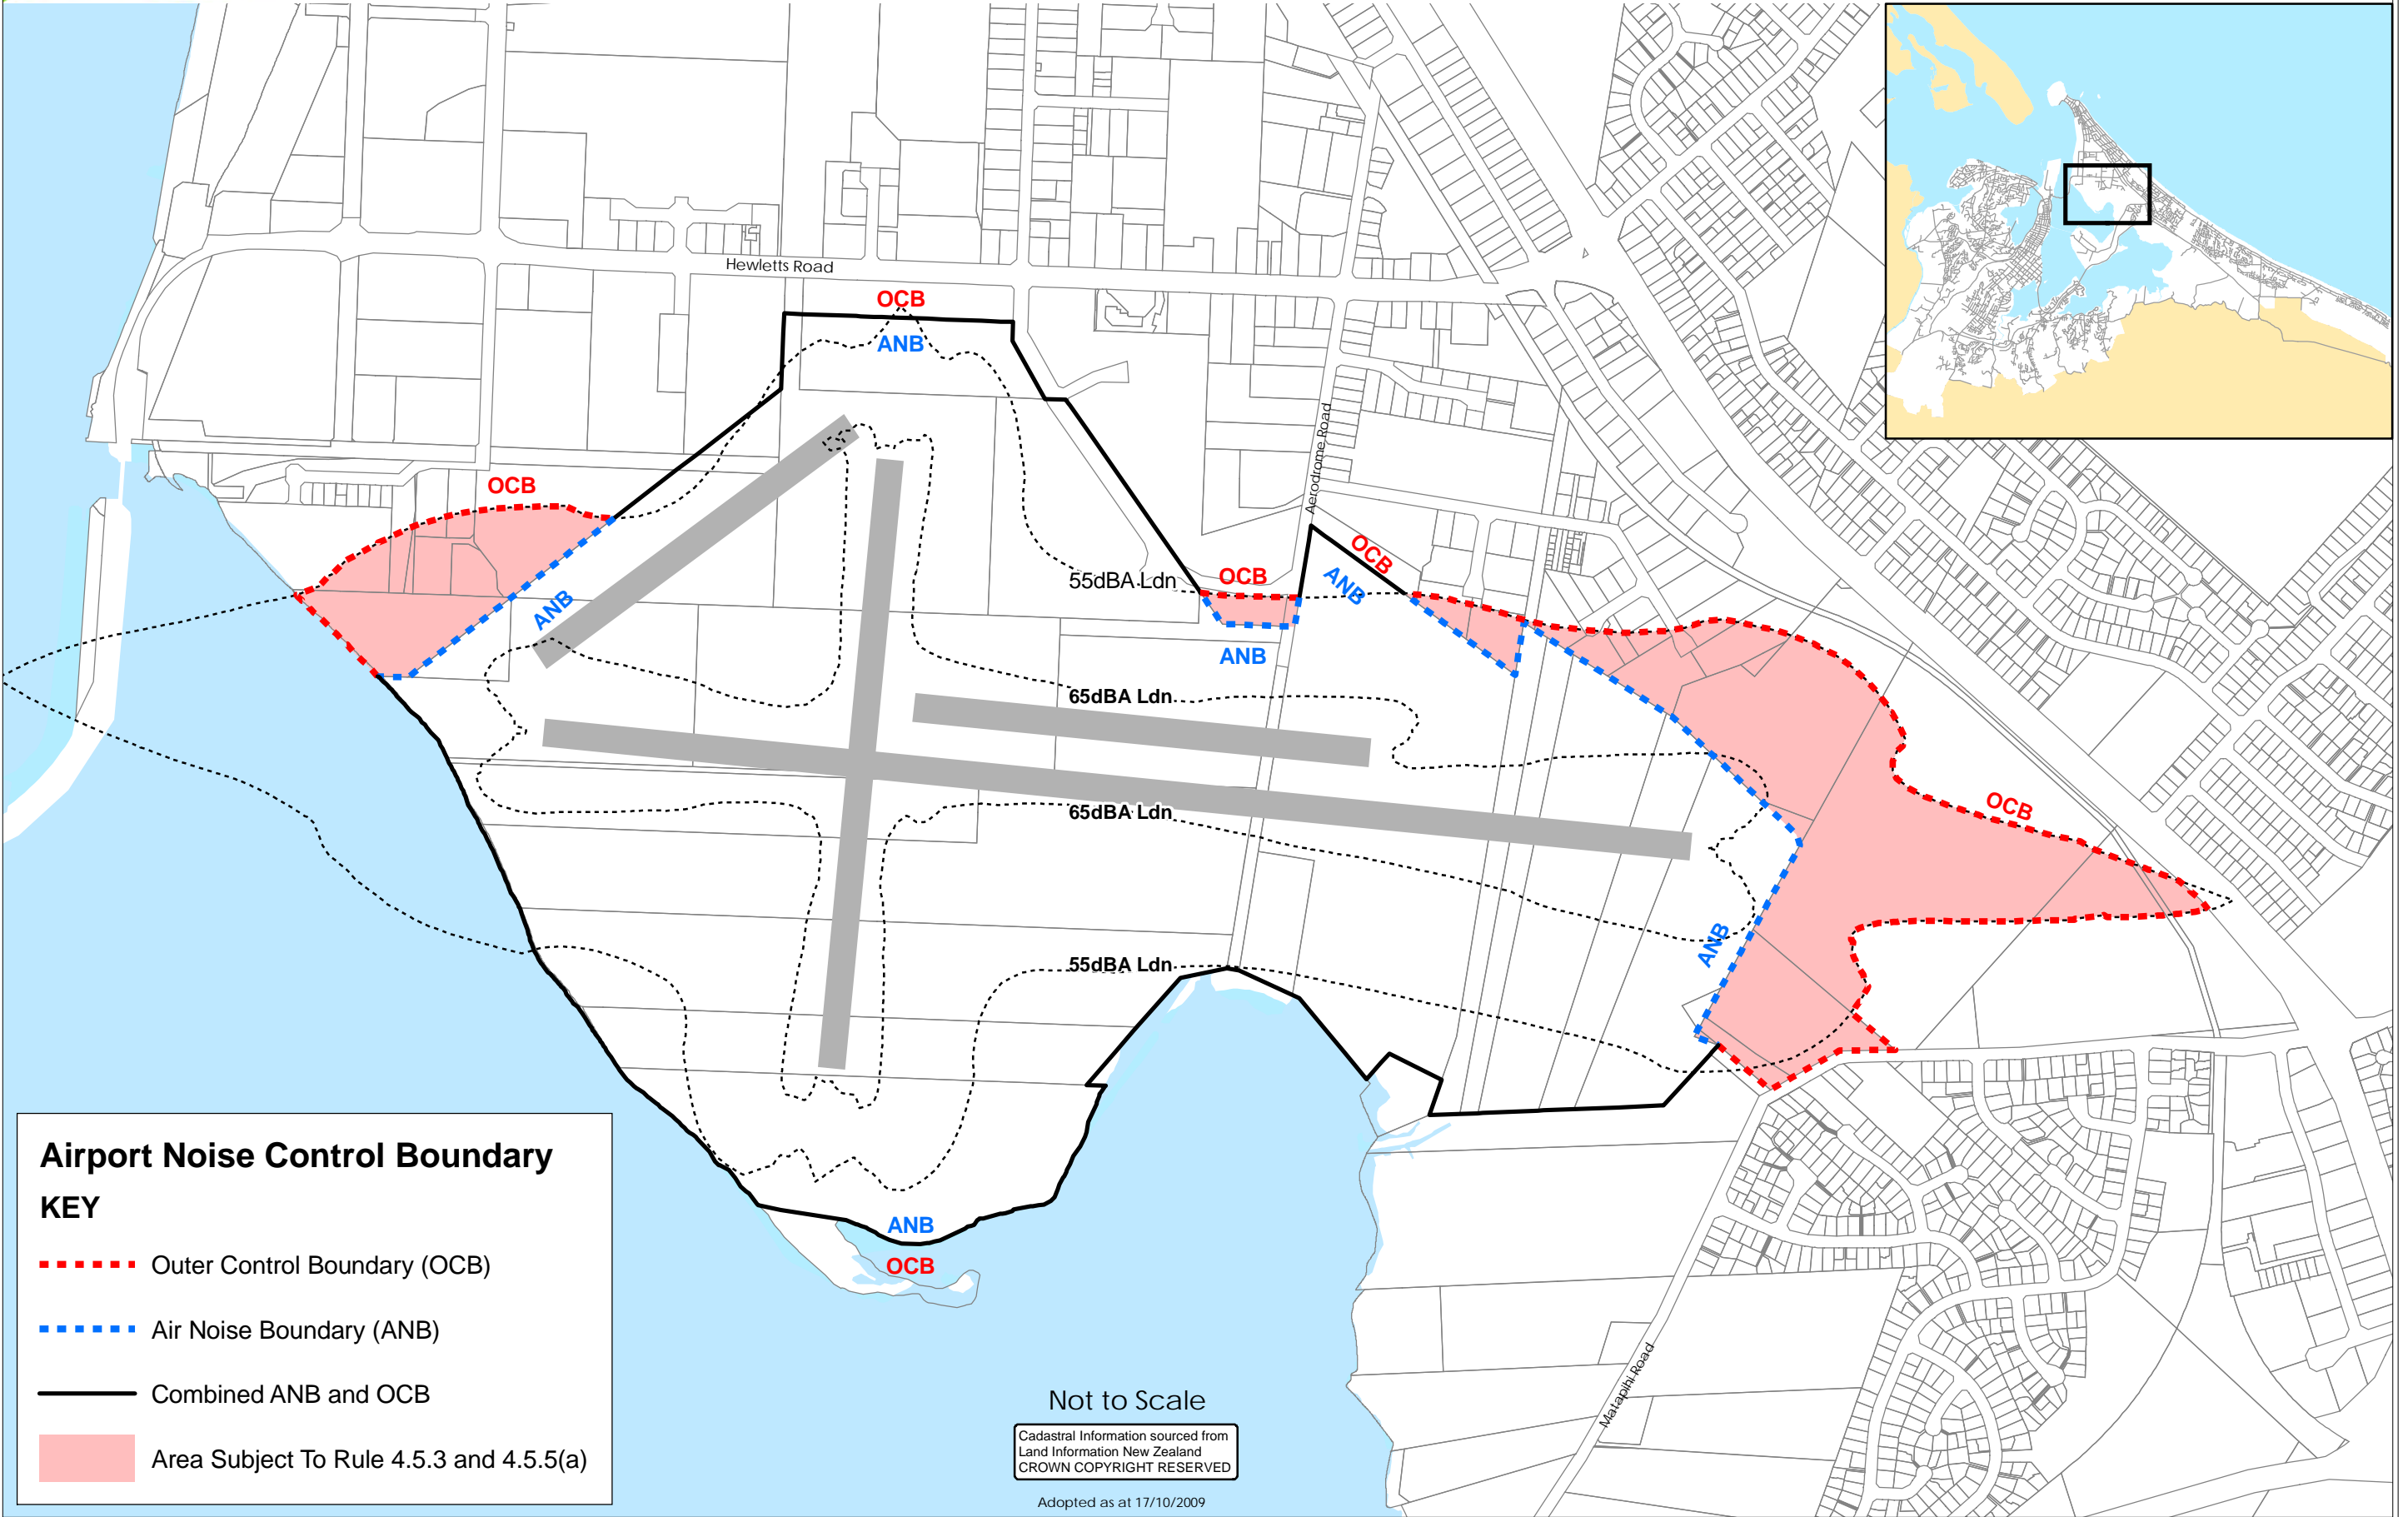 Hewletts Road
OCB
ANB
OCB
ANB
Aerodrome Road
55dBA Ldn
OCB
ANB
OCB
ANB
65dBA Ldn
65dBA Ldn
OCB
ANB
55dBA Ldn
ANB
OCB
Matapihi Road
Airport Noise Control Boundary
KEY
Outer Control Boundary (OCB)
Air Noise Boundary (ANB)
Combined ANB and OCB
Area Subject To Rule 4.5.3 and 4.5.5(a)
Not to Scale
Cadastral Information sourced from
Land Information New Zealand
CROWN COPYRIGHT RESERVED
Adopted as at 17/10/2009